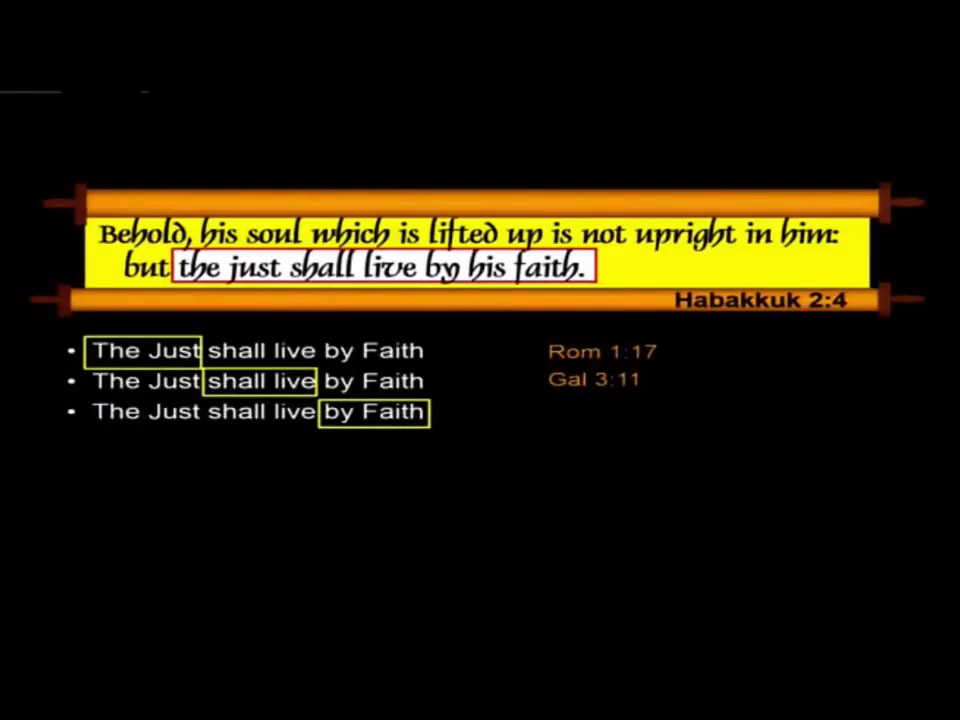 Behold, his soul which is lifted up is not upright in him:
but the just shall live by his faith.
Habakkuk 2:4
• The Just shall live by Faith Rom 1:17
• The Just shall live by Faith Gal 3:11
• The Just shall live by Faith